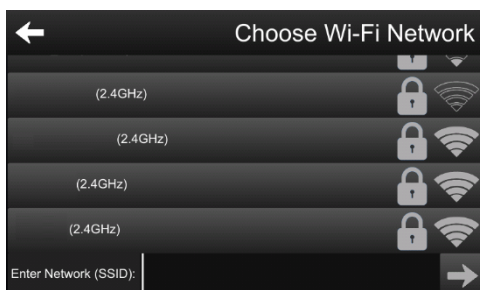 Choose Wi-Fi Network
(2.4GHz)
(2.4GHz)
(2.4GHz)
(2.4GHz)
Enter Network (SSID):